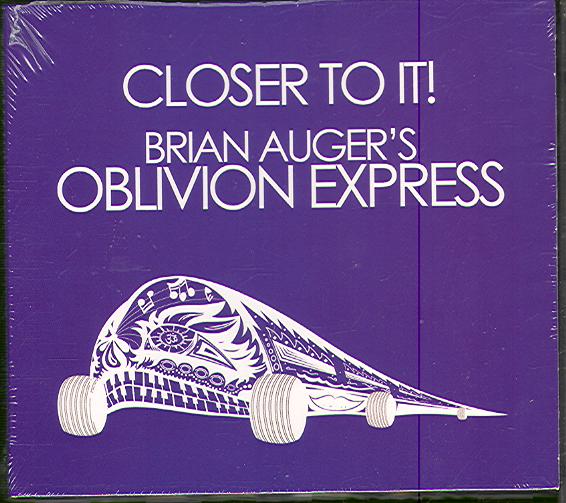 CLOSER TO IT!
BRIAN AUGER'S
OBLIVION EXPRESS